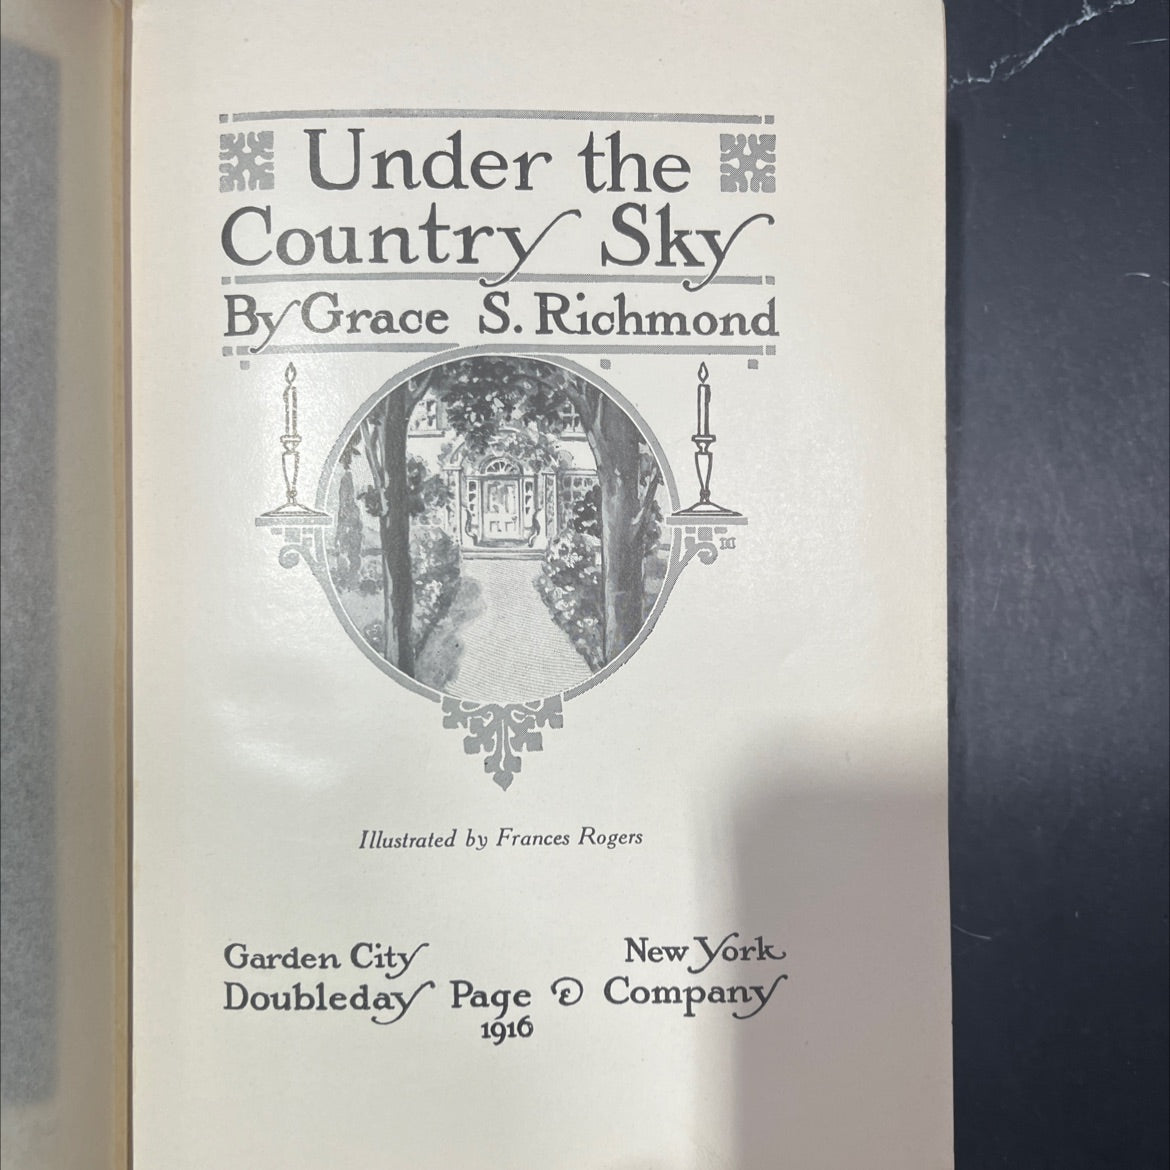 Under the
Country Sky
By Grace S. Richmond
Illustrated by Frances Rogers
Garden City New York
Doubleday Page & Company
1916